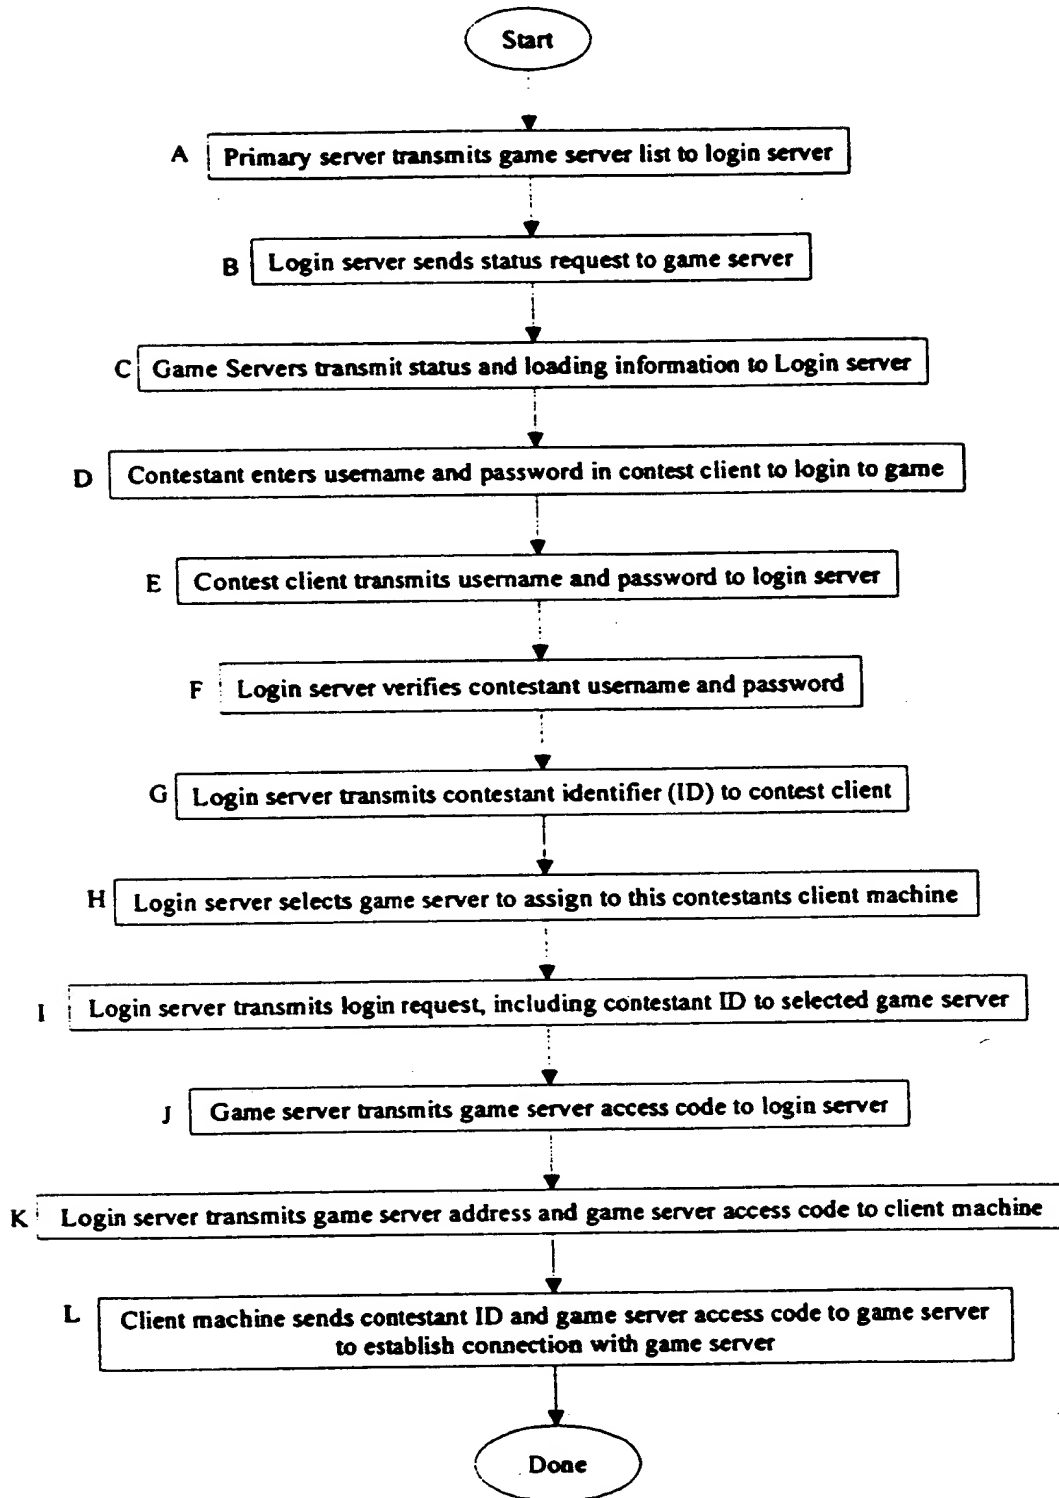 Start
A Primary server transmits game server list to login server
B Login server sends status request to game server
C Game Servers transmit status and loading information to Login server
D Contestant enters username and password in contest client to login to game
E Contest client transmits username and password to login server
F Login server verifies contestant username and password
G Login server transmits contestant identifier (ID) to contest client
H Login server selects game server to assign to this contestants client machine
I Login server transmits login request, including contestant ID to selected game server
J Game server transmits game server access code to login server
K Login server transmits game server address and game server access code to client machine
L Client machine sends contestant ID and game server access code to game server
to establish connection with game server
Done